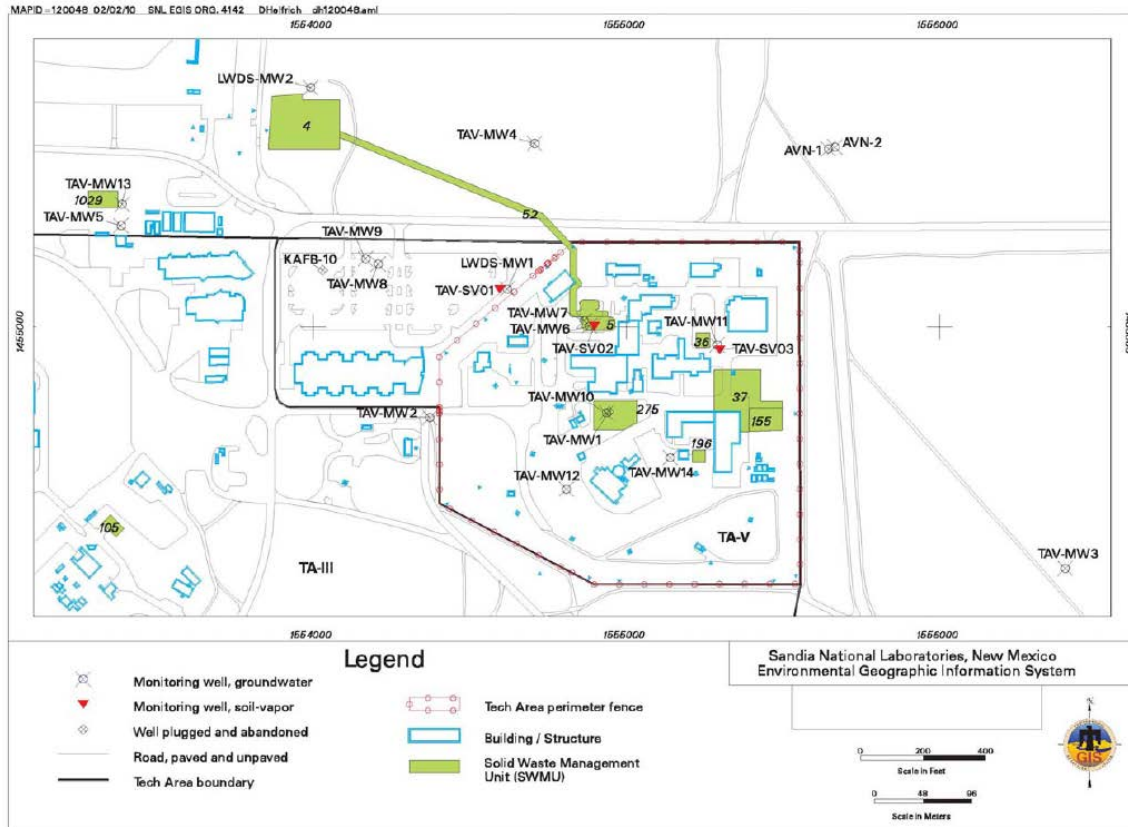 MAPID=120048 02/02/10 SNL EGIS ORG. 4142 DHelfrich dh120048.aml
1554000 1555000 1556000
LWDS-MW2
4
TAV-MW4
AVN-1 AVN-2
TAV-MW13
1029
TAV-MW5
52
TAV-MW9
KAFB-10
TAV-MW8
LWDS-MW1
TAV-SV01
TAV-MW7
TAV-MW6
5
TAV-SV02
TAV-MW11
36
TAV-SV03
1455000
TAV-MW10
275
37
155
TAV-MW2
TAV-MW1
196
TAV-MW14
TAV-MW12
105
TA-III
TA-V
TAV-MW3
1554000 1555000 1556000
Legend
Monitoring well, groundwater
Monitoring well, soil-vapor
Well plugged and abandoned
Road, paved and unpaved
Tech Area boundary
Tech Area perimeter fence
Building / Structure
Solid Waste Management
Unit (SWMU)
Sandia National Laboratories, New Mexico
Environmental Geographic Information System
0 200 400
Scale in Feet
0 48 96
Scale in Meters
GIS